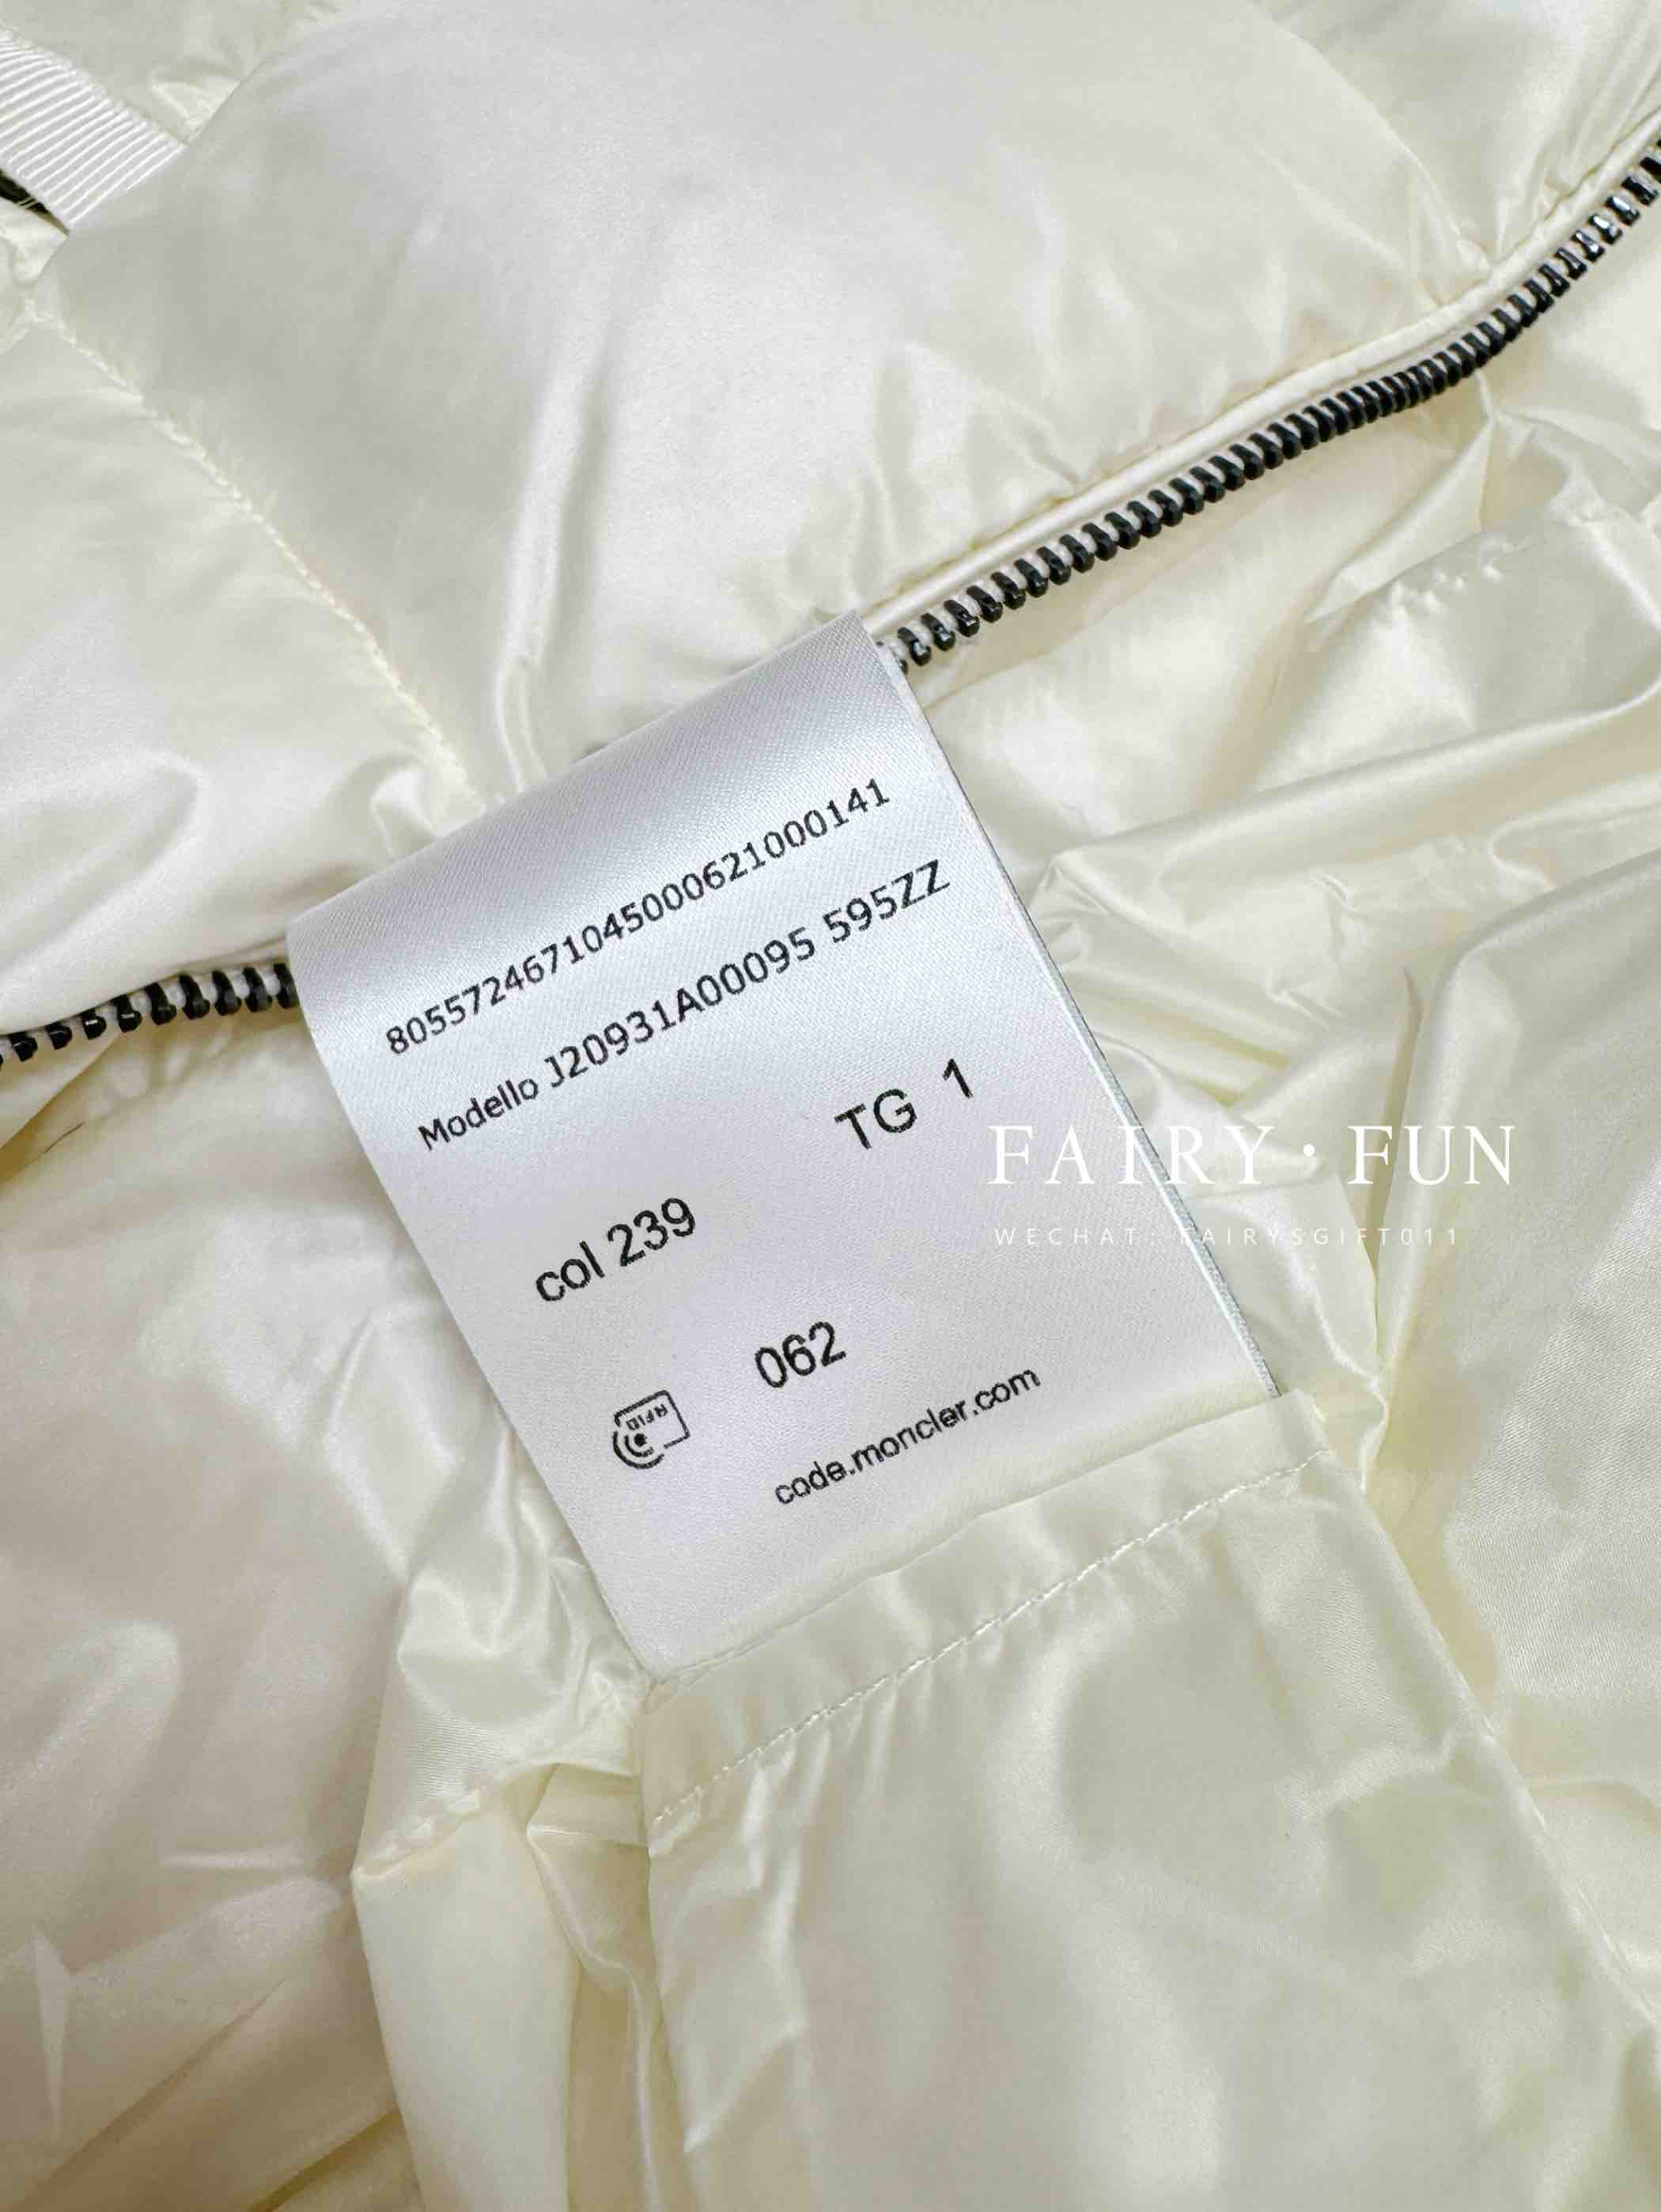 8055724671045000621000141
Modello J20931A00095 595ZZ
TG 1
col 239
062
RFID
code.moncler.com
FAIRY·FUN
WECHAT: FAIRYSGIFT011